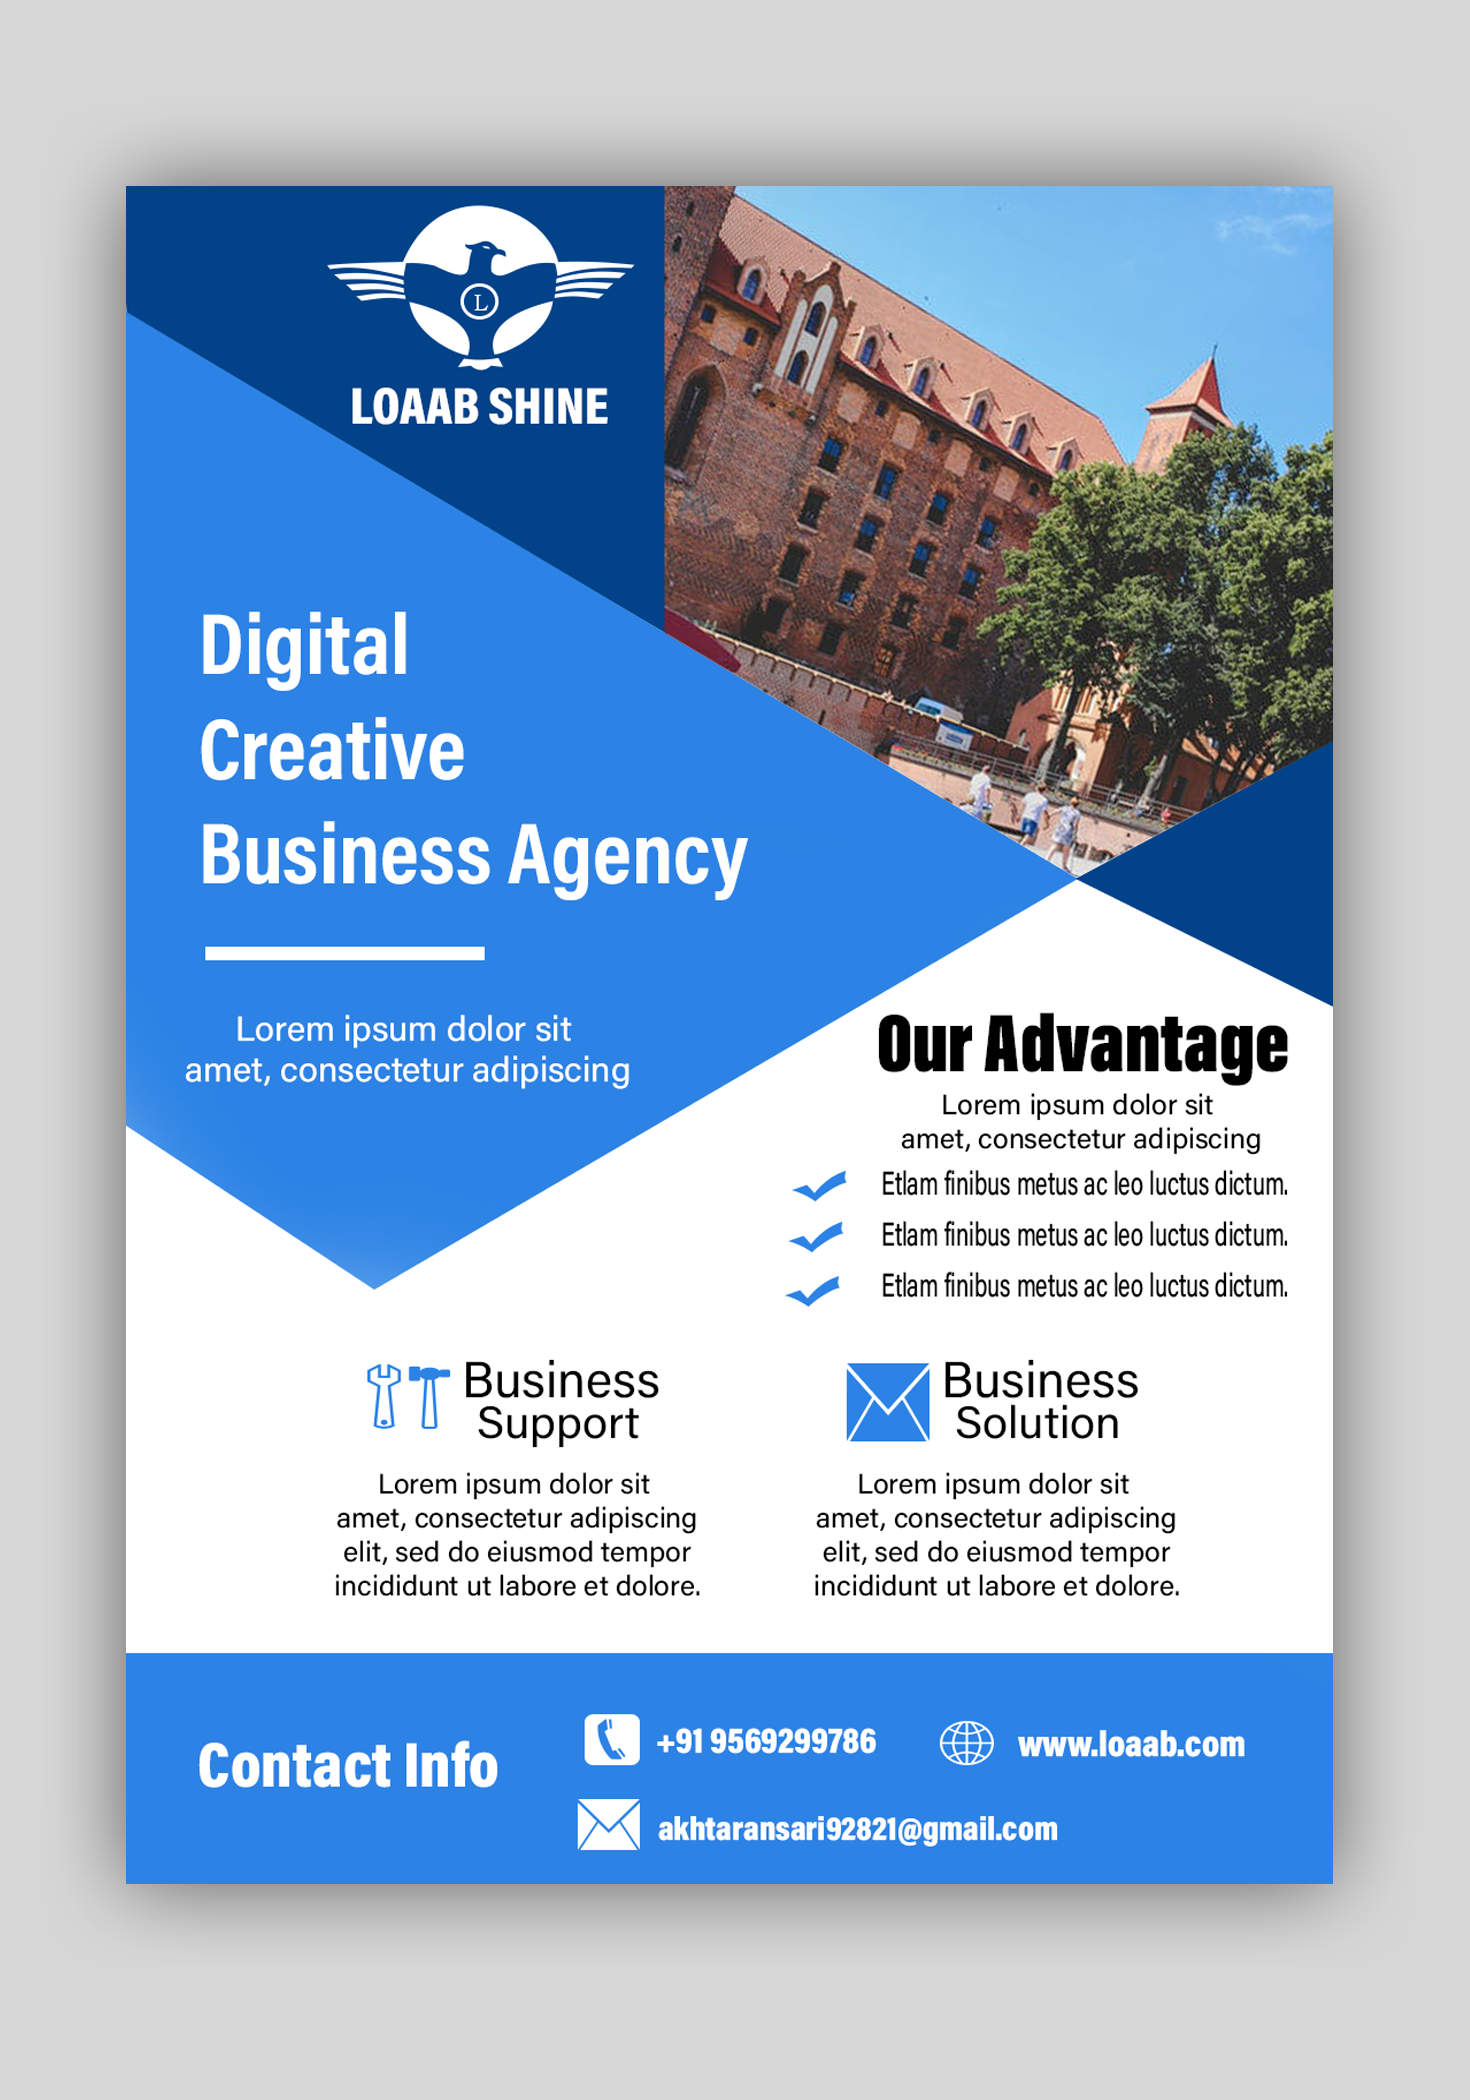 L
LOAAB SHINE
Digital
Creative
Business Agency
Lorem ipsum dolor sit
amet, consectetur adipiscing
Our Advantage
Lorem ipsum dolor sit
amet, consectetur adipiscing
Etlam finibus metus ac leo luctus dictum.
Etlam finibus metus ac leo luctus dictum.
Etlam finibus metus ac leo luctus dictum.
Business
Support
Lorem ipsum dolor sit
amet, consectetur adipiscing
elit, sed do eiusmod tempor
incididunt ut labore et dolore.
Business
Solution
Lorem ipsum dolor sit
amet, consectetur adipiscing
elit, sed do eiusmod tempor
incididunt ut labore et dolore.
Contact Info
+91 9569299786
www.loaab.com
akhtaransari92821@gmail.com